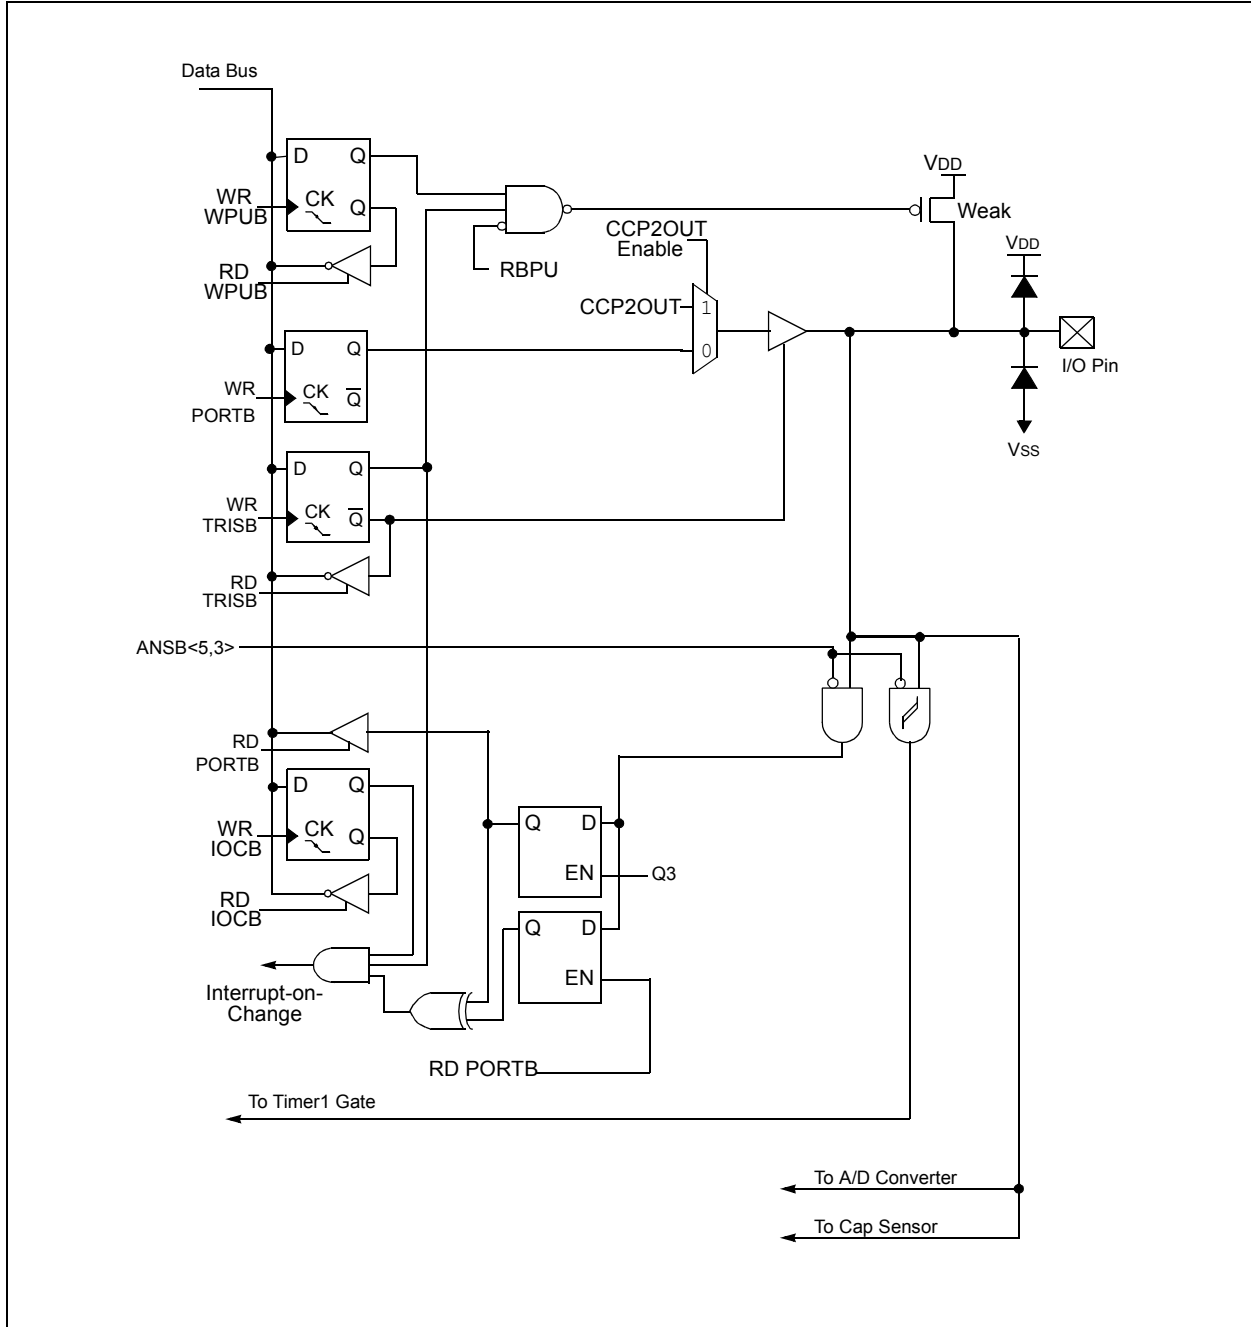 Data Bus
D Q
WR
WPUB
CK
Q
RD
WPUB
RBPU
CCP2OUT
Enable
CCP2OUT
1
0
VDD
Weak
VDD
I/O Pin
VSS
D Q
WR
PORTB
CK
Q̅
D Q
WR
TRISB
CK
Q̅
RD
TRISB
ANSB<5,3>
RD
PORTB
D Q
WR
IOCB
CK
Q
RD
IOCB
Q D
EN
Q3
Q D
EN
Interrupt-on-
Change
RD PORTB
To Timer1 Gate
To A/D Converter
To Cap Sensor